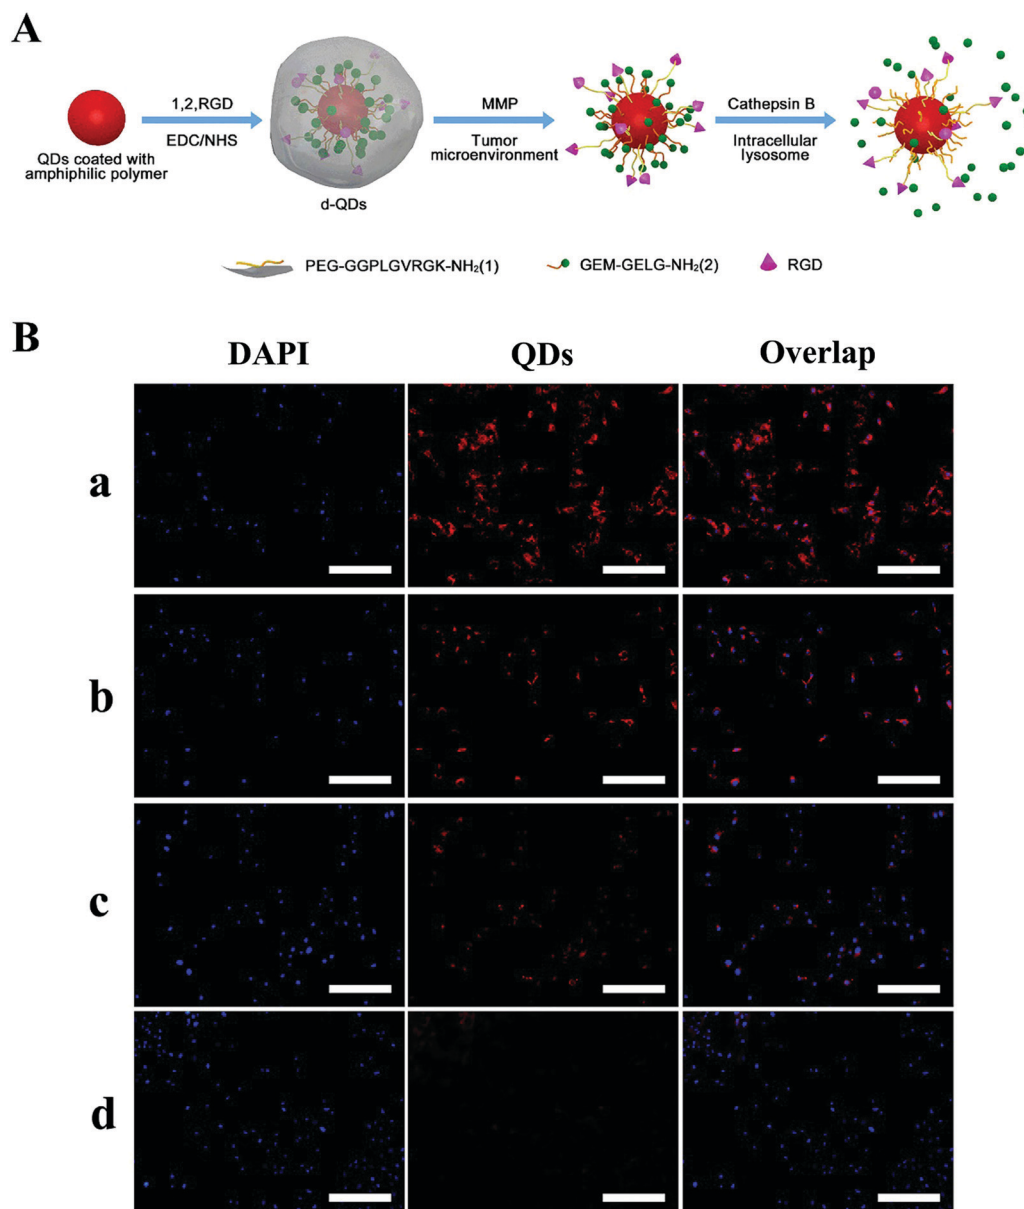 A
1,2,RGD
EDC/NHS
MMP
Tumor
microenvironment
Cathepsin B
Intracellular
lysosome
QDs coated with
amphiphilic polymer
d-QDs
PEG-GGPLGVRGK-NH₂(1)
GEM-GELG-NH₂(2)
RGD
B
DAPI
QDs
Overlap
a
b
c
d